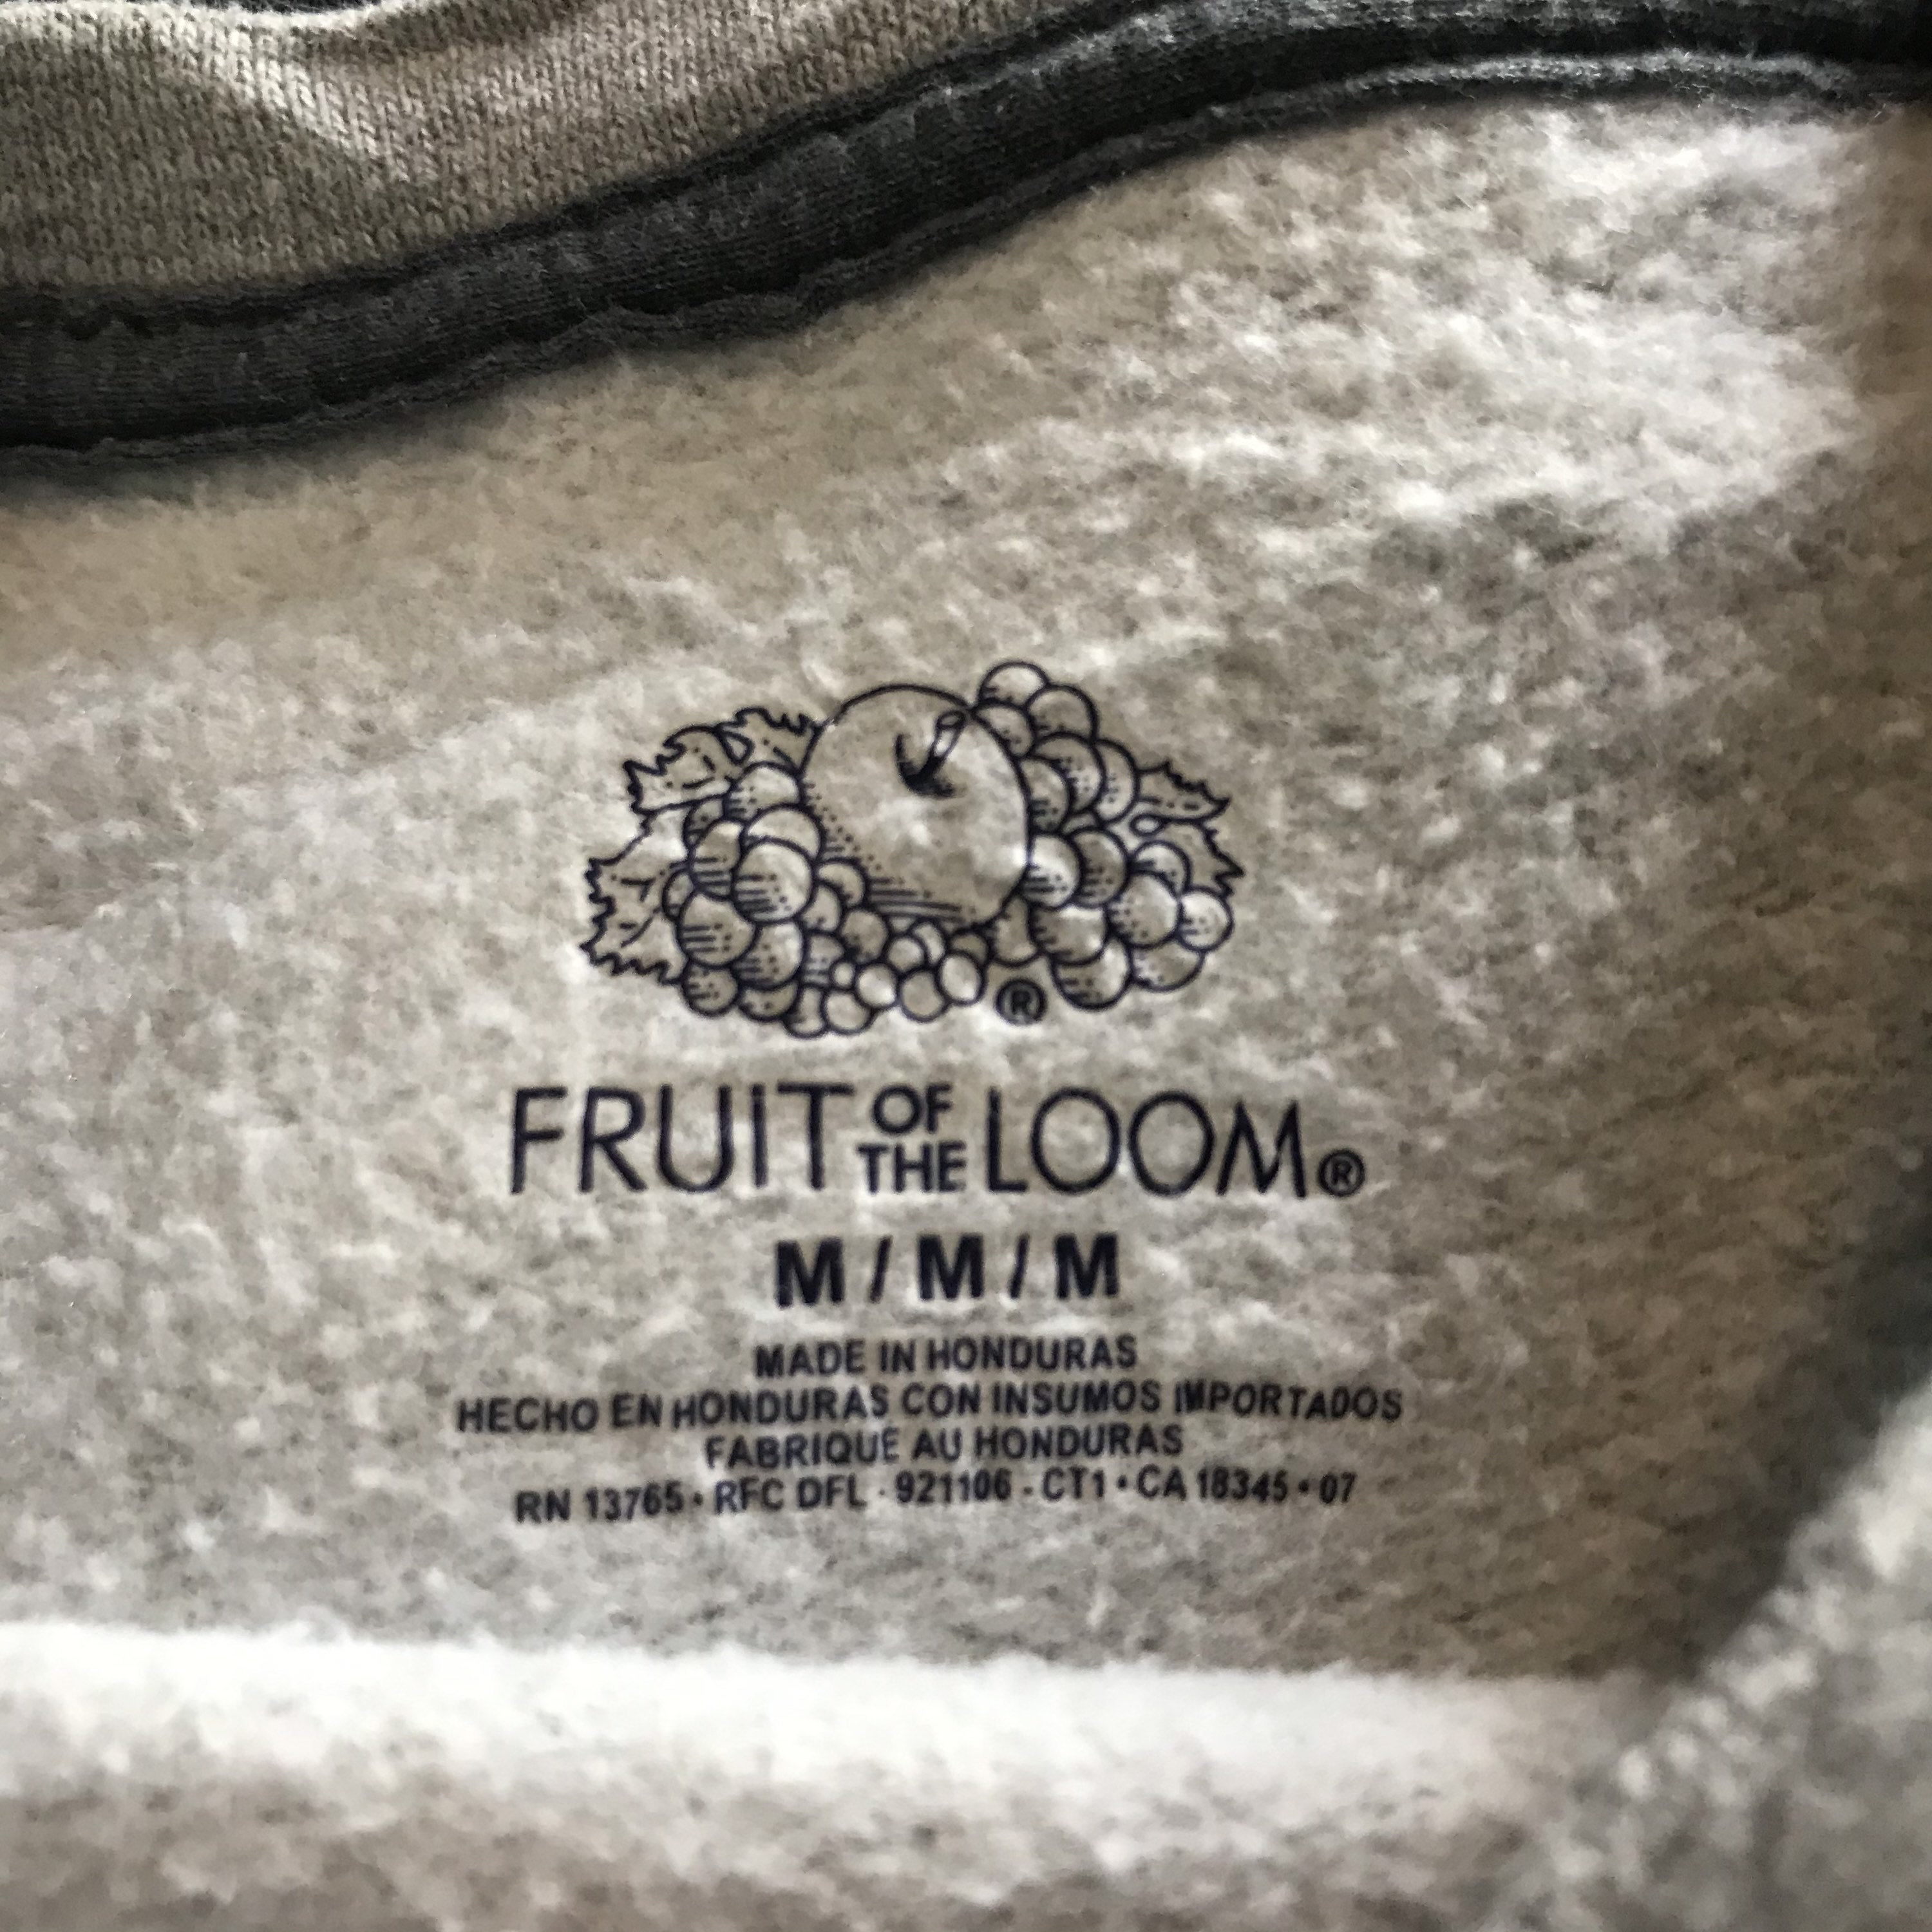 ®
FRUIT OF THE LOOM®
M / M / M
MADE IN HONDURAS
HECHO EN HONDURAS CON INSUMOS IMPORTADOS
FABRIQUÉ AU HONDURAS
RN 13765 • RFC DFL - 921106 - CT1 • CA 18345 • 07